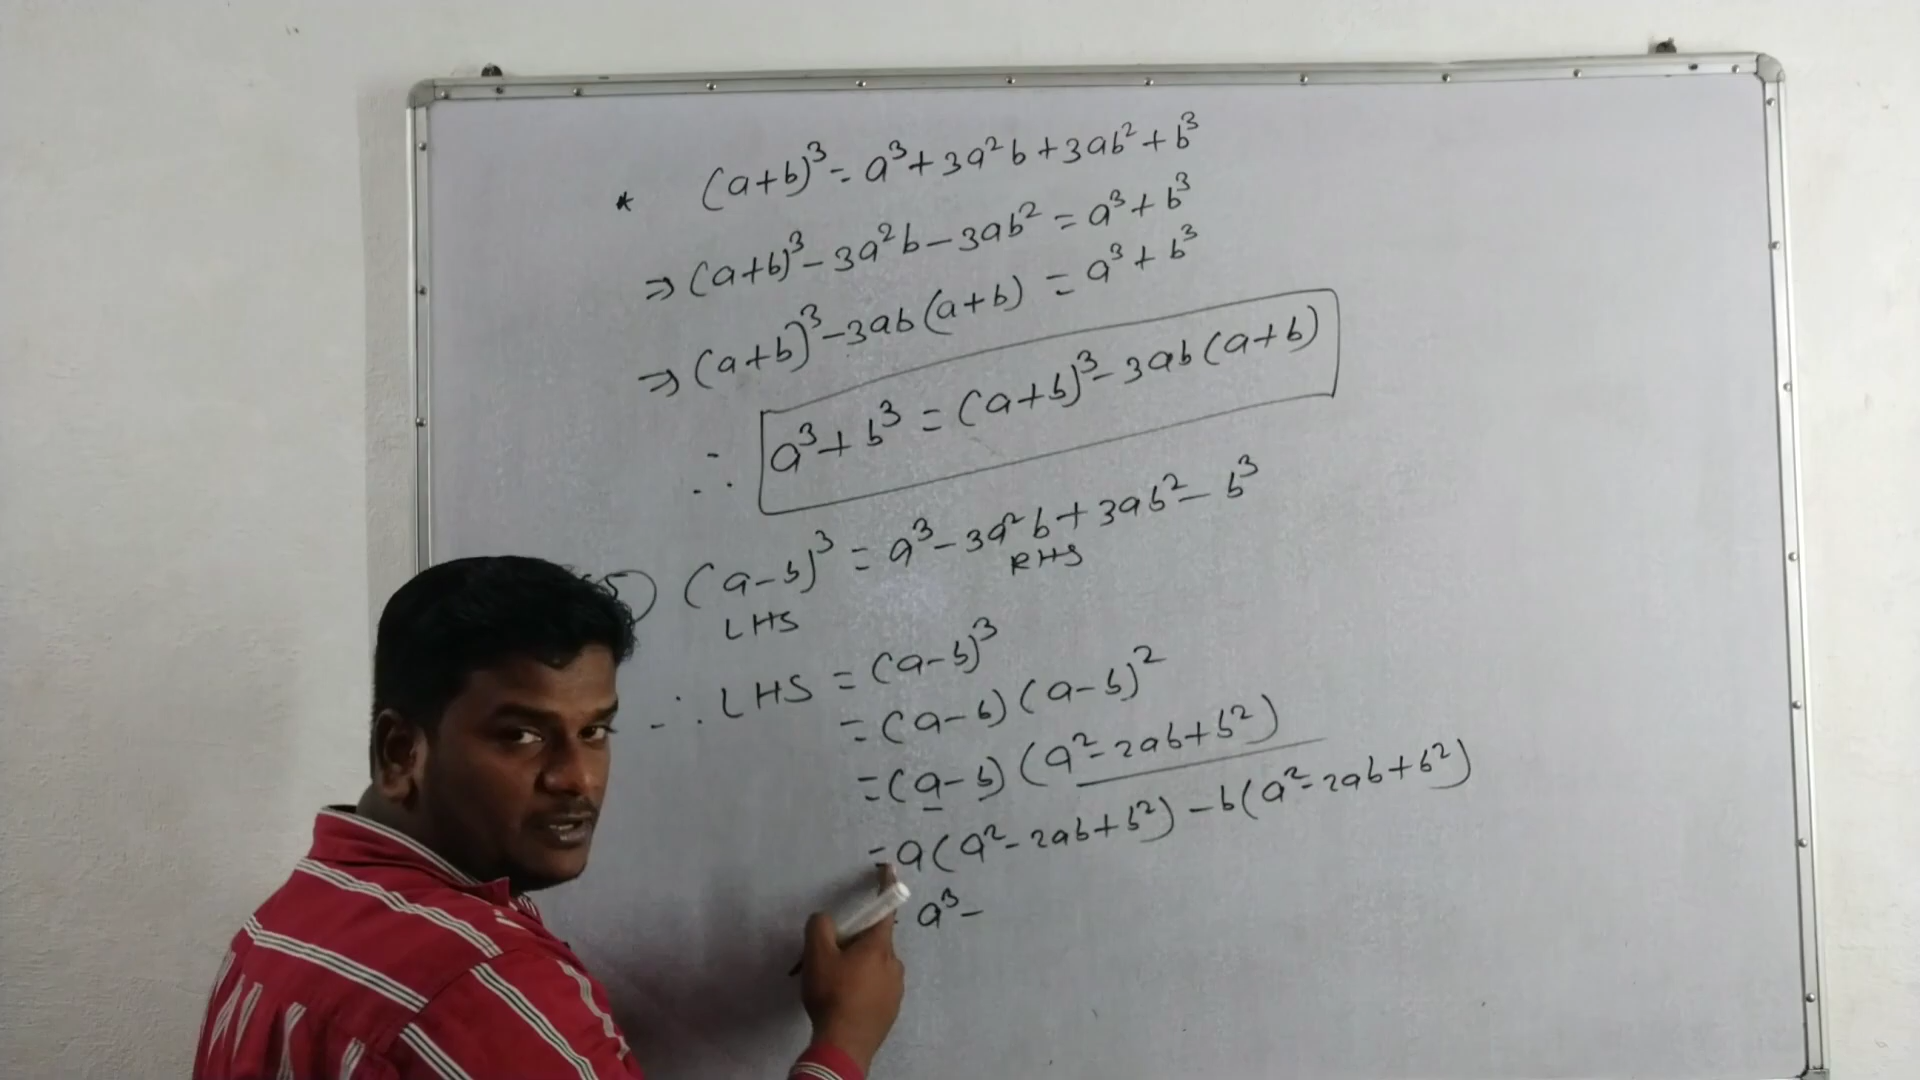 * (a+b)³ = a³+3a²b+3ab²+b³
⇒ (a+b)³-3a²b-3ab² = a³+b³
⇒ (a+b)³-3ab(a+b) = a³+b³
∴ a³+b³ = (a+b)³-3ab(a+b)
5) (a-b)³ = a³-3a²b+3ab²-b³
LHS RHS
∴ LHS = (a-b)³
= (a-b)(a-b)²
= (a-b)(a²-2ab+b²)
= a(a²-2ab+b²) -b(a²-2ab+b²)
= a³-